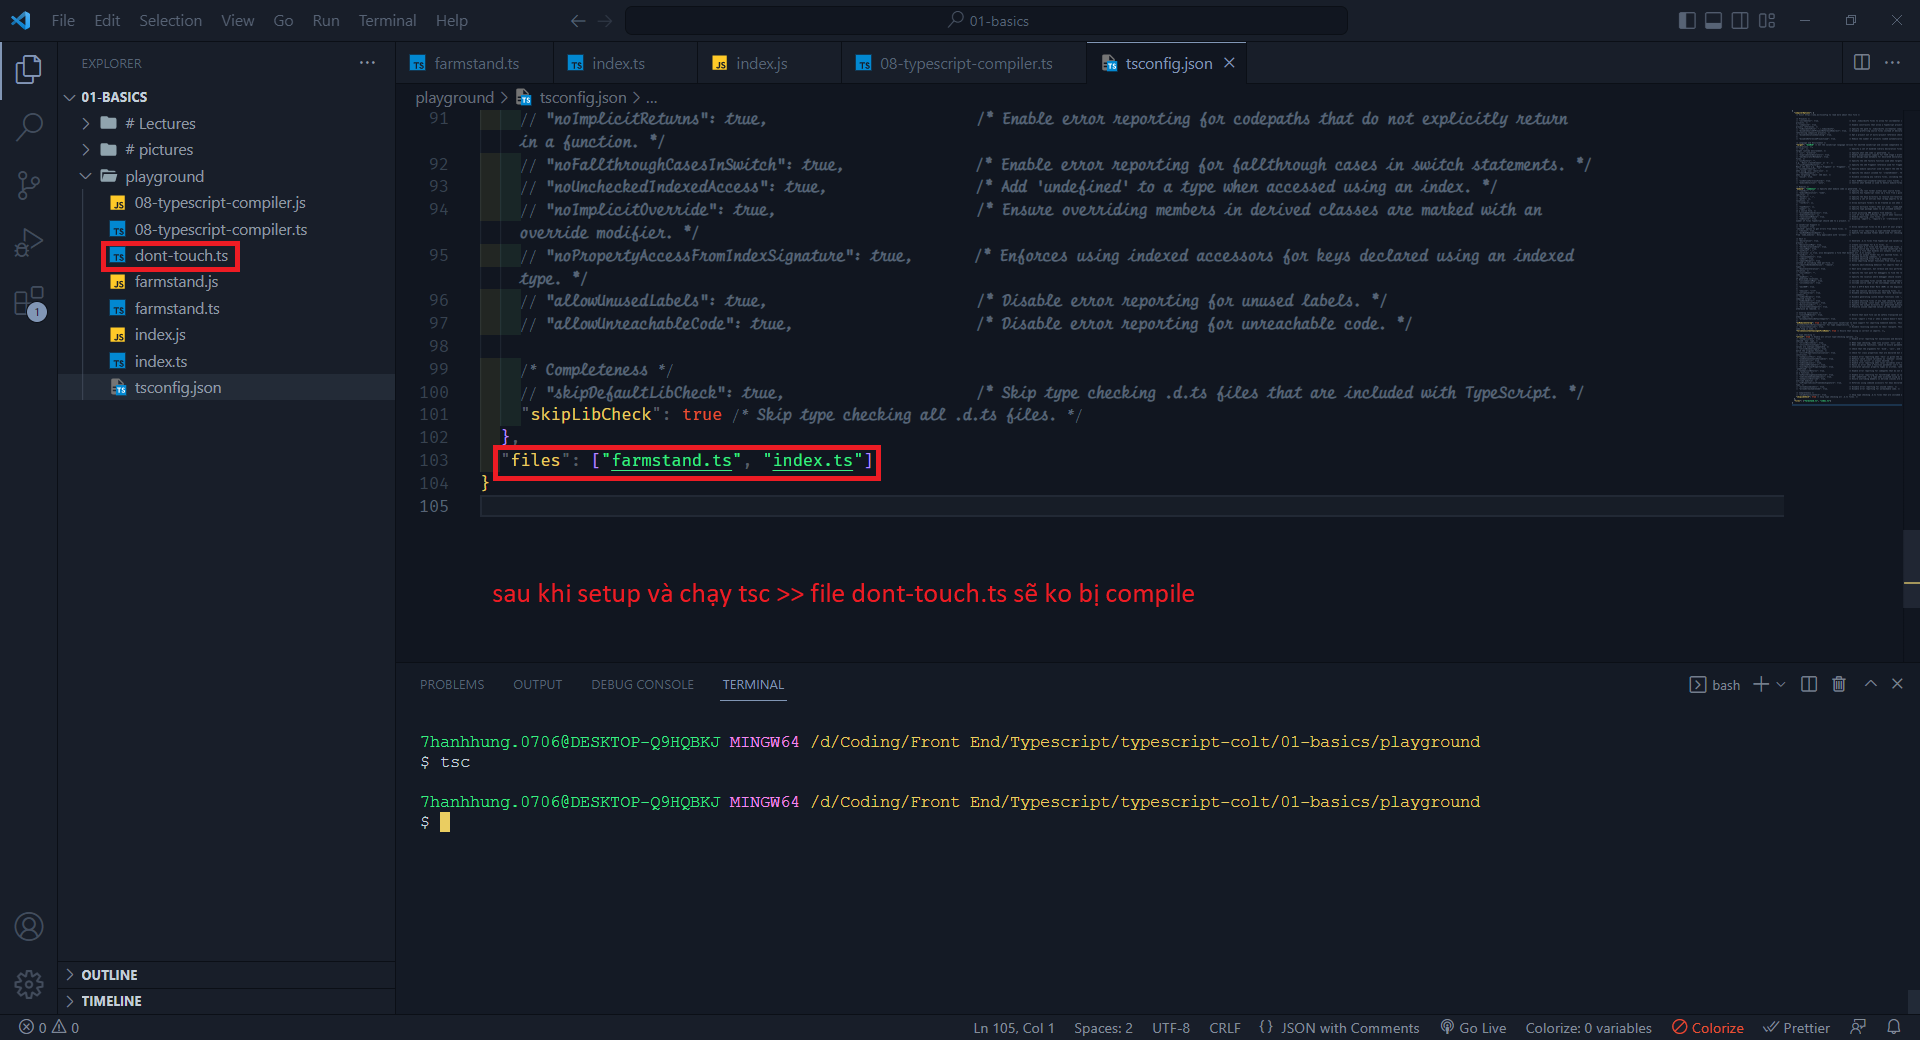 File Edit Selection View Go Run Terminal Help
01-basics
EXPLORER
01-BASICS
# Lectures
# pictures
playground
08-typescript-compiler.js
08-typescript-compiler.ts
dont-touch.ts
farmstand.js
farmstand.ts
index.js
index.ts
tsconfig.json
OUTLINE
TIMELINE
farmstand.ts index.ts index.js 08-typescript-compiler.ts tsconfig.json
playground > tsconfig.json > ...
91 // "noImplicitReturns": true, /* Enable error reporting for codepaths that do not explicitly return
in a function. */
92 // "noFallthroughCasesInSwitch": true, /* Enable error reporting for fallthrough cases in switch statements. */
93 // "noUncheckedIndexedAccess": true, /* Add 'undefined' to a type when accessed using an index. */
94 // "noImplicitOverride": true, /* Ensure overriding members in derived classes are marked with an
override modifier. */
95 // "noPropertyAccessFromIndexSignature": true, /* Enforces using indexed accessors for keys declared using an indexed
type. */
96 // "allowUnusedLabels": true, /* Disable error reporting for unused labels. */
97 // "allowUnreachableCode": true, /* Disable error reporting for unreachable code. */
98
99 /* Completeness */
100 // "skipDefaultLibCheck": true, /* Skip type checking .d.ts files that are included with TypeScript. */
101 "skipLibCheck": true /* Skip type checking all .d.ts files. */
102 },
103 "files": ["farmstand.ts", "index.ts"]
104 }
105
sau khi setup và chạy tsc >> file dont-touch.ts sẽ ko bị compile
PROBLEMS OUTPUT DEBUG CONSOLE TERMINAL
bash
7hanhhung.0706@DESKTOP-Q9HQBKJ MINGW64 /d/Coding/Front End/Typescript/typescript-colt/01-basics/playground
$ tsc
7hanhhung.0706@DESKTOP-Q9HQBKJ MINGW64 /d/Coding/Front End/Typescript/typescript-colt/01-basics/playground
$
1
0 0
Ln 105, Col 1 Spaces: 2 UTF-8 CRLF {} JSON with Comments Go Live Colorize: 0 variables Colorize Prettier